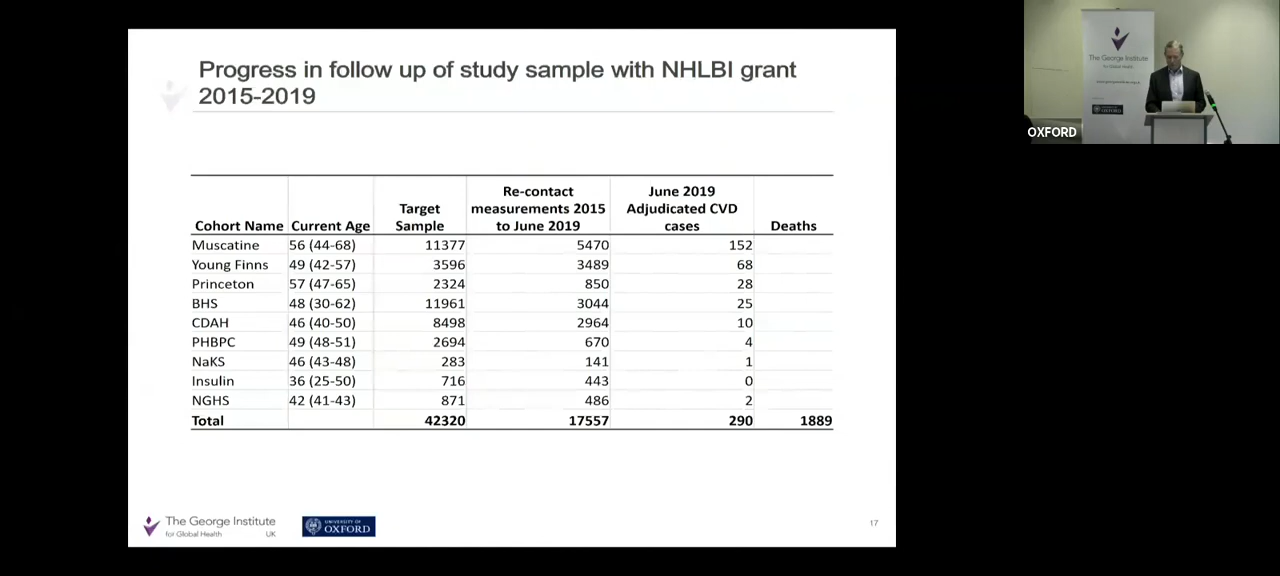 Progress in follow up of study sample with NHLBI grant
2015-2019
Cohort Name Current Age Target Sample Re-contact measurements 2015 to June 2019 June 2019 Adjudicated CVD cases Deaths
Muscatine 56 (44-68) 11377 5470 152
Young Finns 49 (42-57) 3596 3489 68
Princeton 57 (47-65) 2324 850 28
BHS 48 (30-62) 11961 3044 25
CDAH 46 (40-50) 8498 2964 10
PHBPC 49 (48-51) 2694 670 4
NaKS 46 (43-48) 283 141 1
Insulin 36 (25-50) 716 443 0
NGHS 42 (41-43) 871 486 2
Total 42320 17557 290 1889
The George Institute
for Global Health UK
UNIVERSITY OF
OXFORD
17
The George Institute
for Global Health
OXFORD
OXFORD